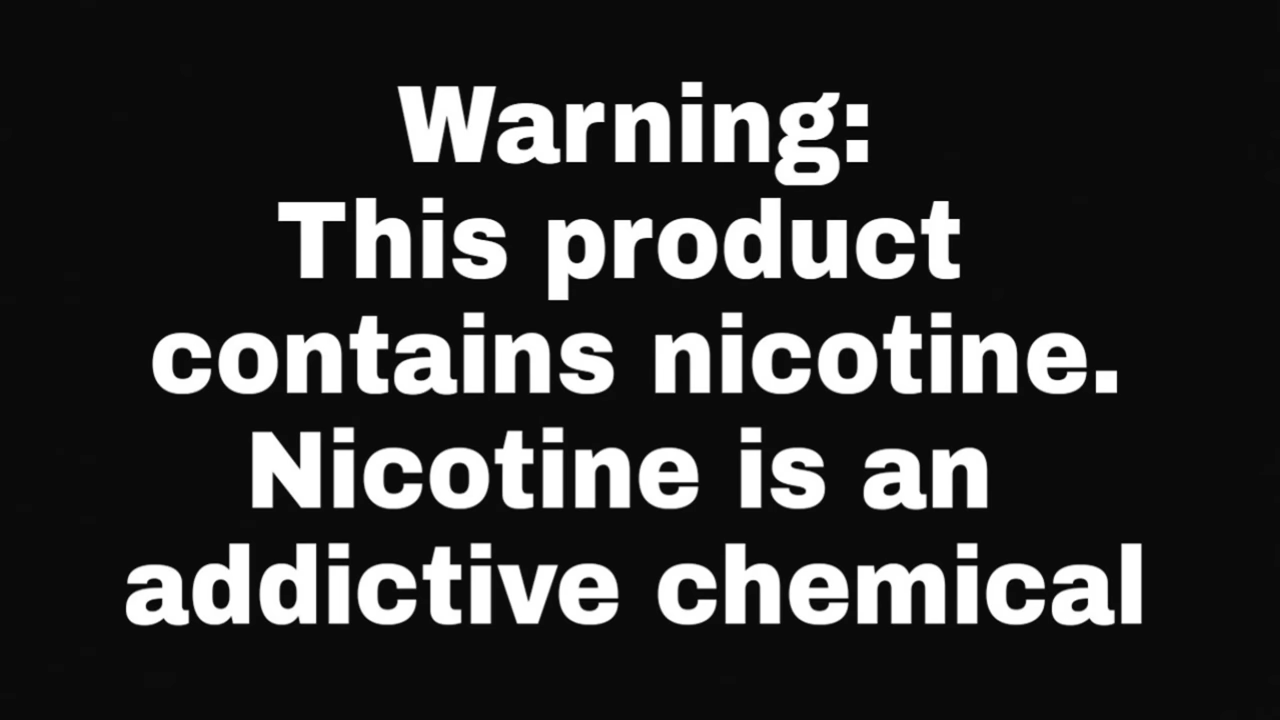 Warning:
This product
contains nicotine.
Nicotine is an
addictive chemical